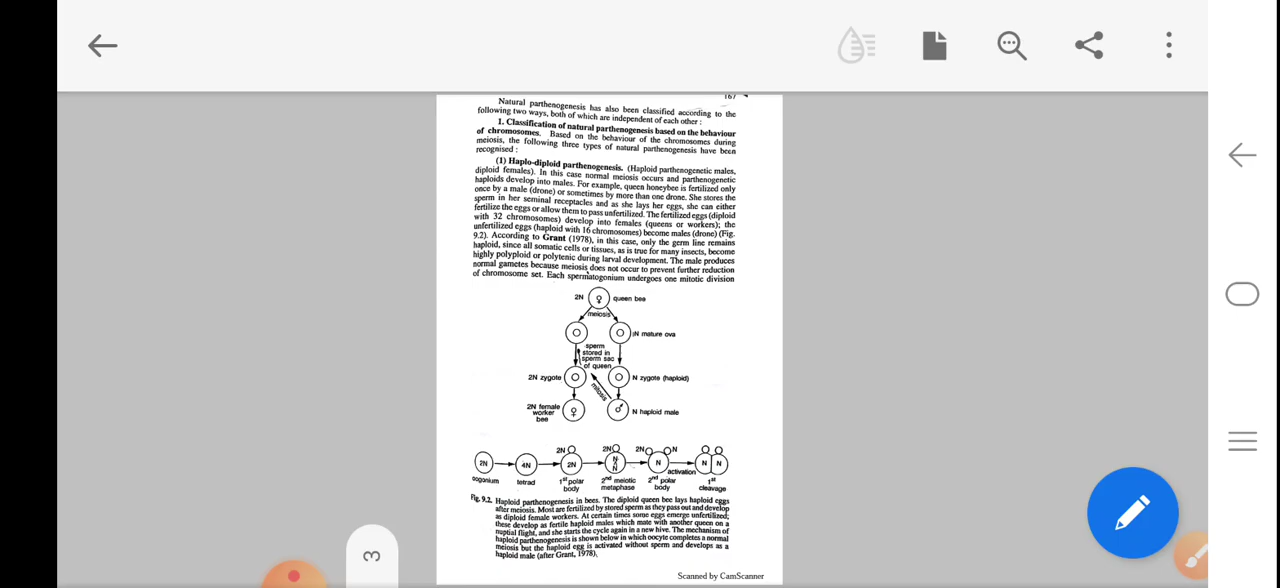 167
Natural parthenogenesis has also been classified according to the
following two ways, both of which are independent of each other :
1. Classification of natural parthenogenesis based on the behaviour
of chromosomes. Based on the behaviour of the chromosomes during
meiosis, the following three types of natural parthenogenesis have been
recognised :
(1) Haplo-diploid parthenogenesis. (Haploid parthenogenetic males,
diploid females). In this case normal meiosis occurs and parthenogenetic
haploids develop into males. For example, queen honeybee is fertilized only
once by a male (drone) or sometimes by more than one drone. She stores the
sperm in her seminal receptacles and as she lays her eggs, she can either
fertilize the eggs or allow them to pass unfertilized. The fertilized eggs (diploid
with 32 chromosomes) develop into females (queens or workers); the
unfertilized eggs (haploid with 16 chromosomes) become males (drone) (Fig.
9.2). According to Grant (1978), in this case, only the germ line remains
haploid, since all somatic cells or tissues, as is true for many insects, become
highly polyploid or polytenic during larval development. The male produces
normal gametes because meiosis does not occur to prevent further reduction
of chromosome set. Each spermatogonium undergoes one mitotic division
2N ♀ queen bee
meiosis
N mature ova
sperm
stored in
sperm sac
of queen
2N zygote
N zygote (haploid)
mitosis
2N female
worker
bee
♀
♂
N haploid male
2N
4N
2N
2N
2N
N
N
2N
N
N
N
N
activation
oogonium
tetrad
1st polar
body
2nd meiotic
metaphase
2nd polar
body
1st
cleavage
Fig. 9.2. Haploid parthenogenesis in bees. The diploid queen bee lays haploid eggs
after meiosis. Most are fertilized by stored sperm as they pass out and develop
as diploid female workers. At certain times some eggs emerge unfertilized;
these develop as fertile haploid males which mate with another queen on a
nuptial flight, and she starts the cycle again in a new hive. The mechanism of
haploid parthenogenesis is shown below in which oocyte completes a normal
meiosis but the haploid egg is activated without sperm and develops as a
haploid male (after Grant, 1978).
Scanned by CamScanner
3